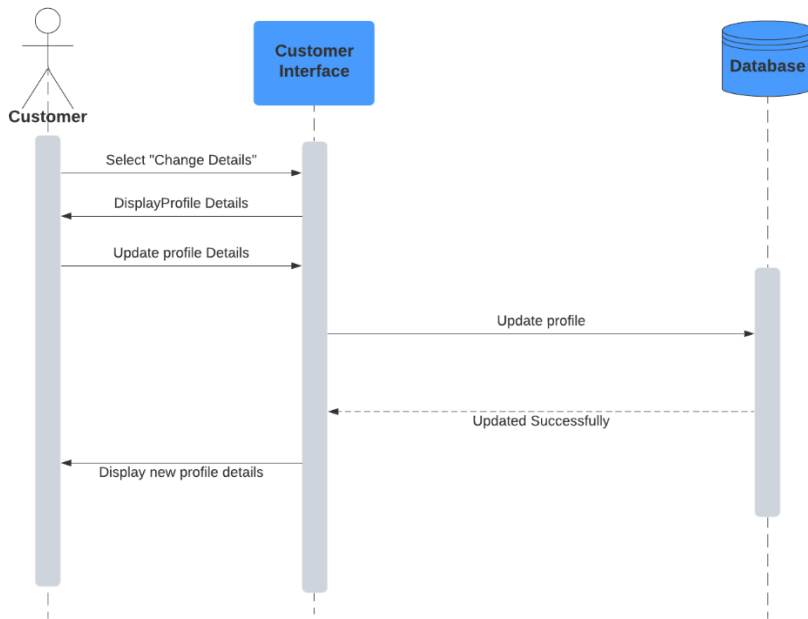 Customer
Customer
Interface
Database
Select "Change Details"
DisplayProfile Details
Update profile Details
Update profile
Updated Successfully
Display new profile details